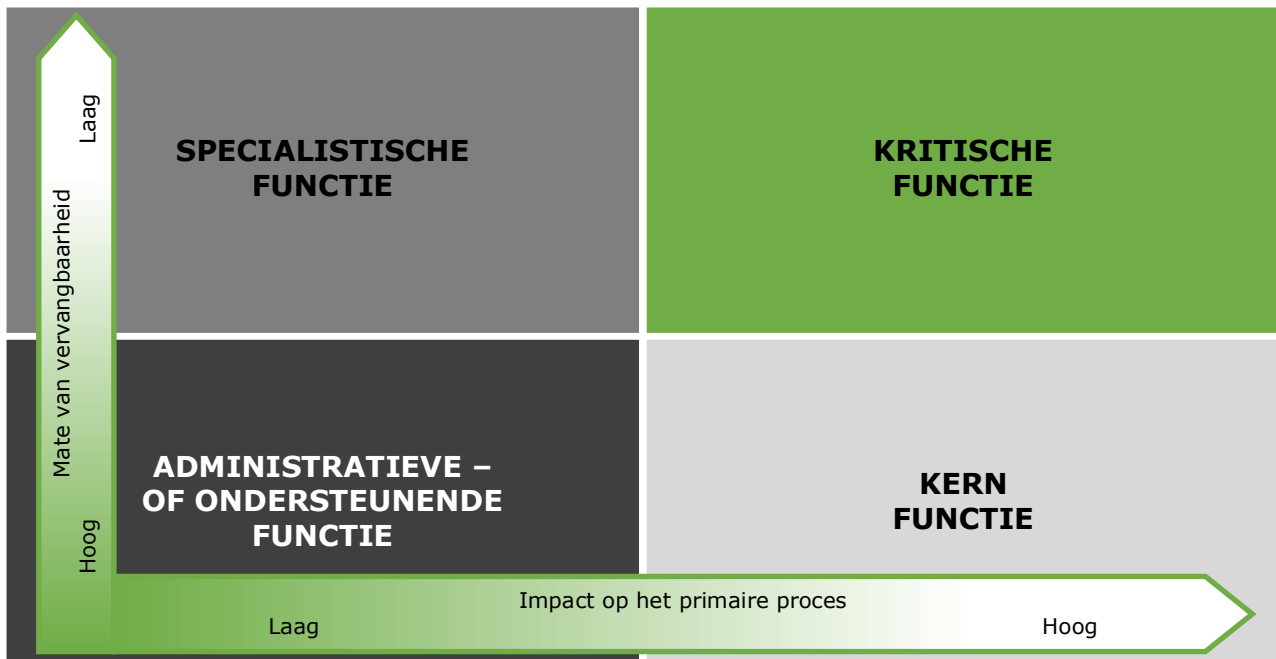 SPECIALISTISCHE
FUNCTIE
KRITISCHE
FUNCTIE
Laag
Mate van vervangbaarheid
Hoog
ADMINISTRATIEVE –
OF ONDERSTEUNENDE
FUNCTIE
KERN
FUNCTIE
Impact op het primaire proces
Laag
Hoog